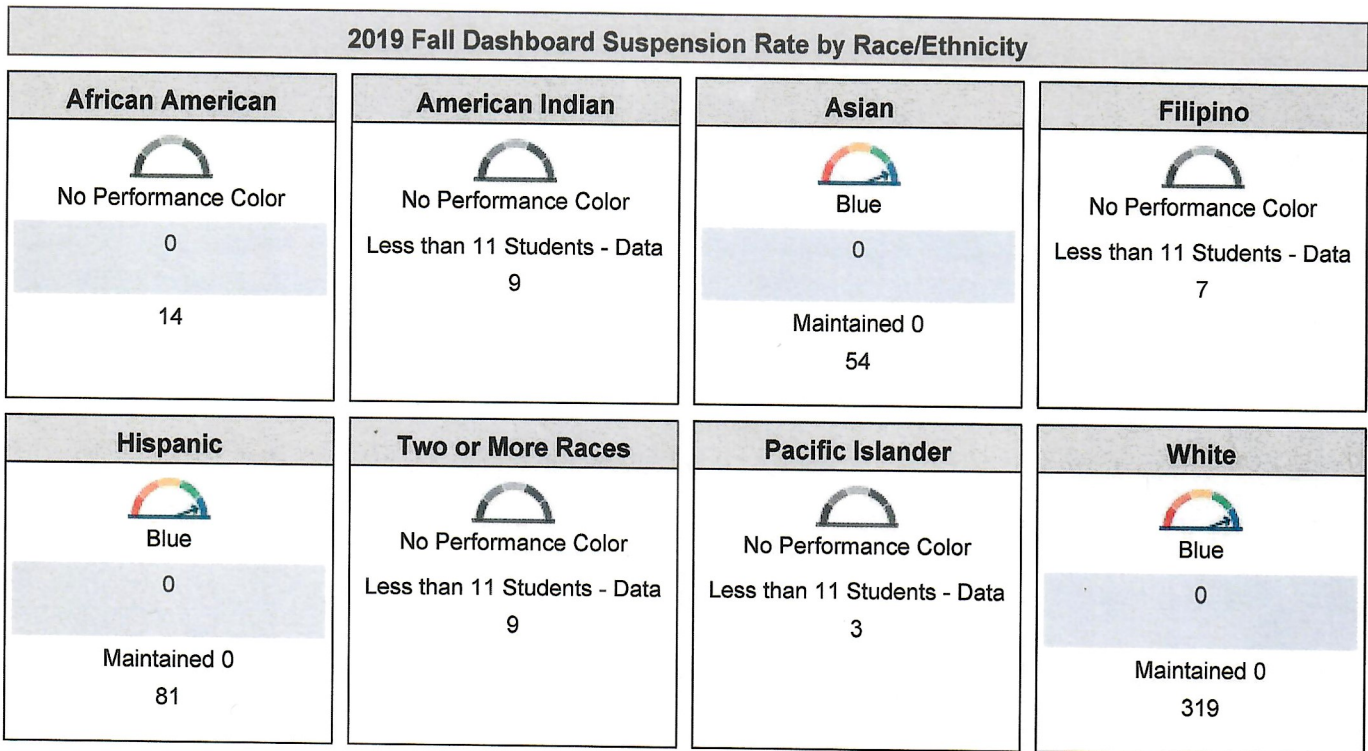 2019 Fall Dashboard Suspension Rate by Race/Ethnicity
African American
No Performance Color
0
14
American Indian
No Performance Color
Less than 11 Students - Data
9
Asian
Blue
0
Maintained 0
54
Filipino
No Performance Color
Less than 11 Students - Data
7
Hispanic
Blue
0
Maintained 0
81
Two or More Races
No Performance Color
Less than 11 Students - Data
9
Pacific Islander
No Performance Color
Less than 11 Students - Data
3
White
Blue
0
Maintained 0
319